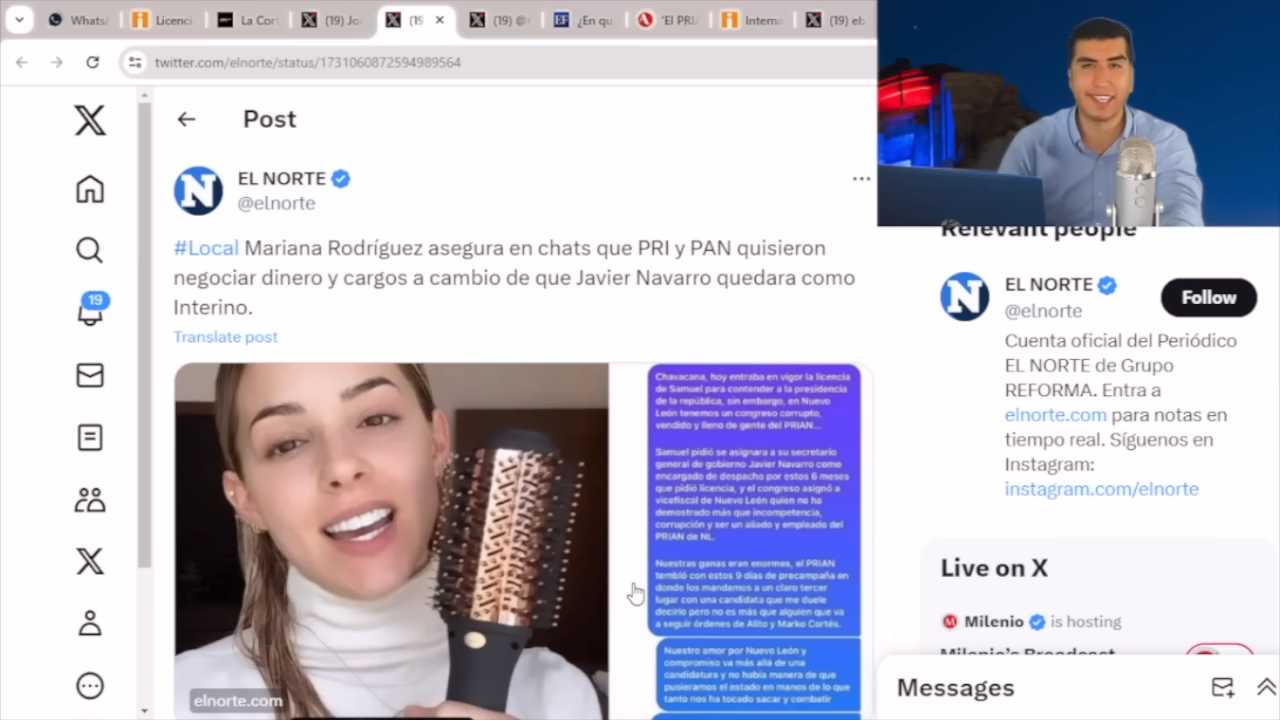 Whats
Licenci
La Cor
(19) Jo
(19
(19) @
¿En qu
"El PRI
Interna
(19) eb
twitter.com/elnorte/status/1731060872594989564
Post
EL NORTE
@elnorte
#Local Mariana Rodríguez asegura en chats que PRI y PAN quisieron
negociar dinero y cargos a cambio de que Javier Navarro quedara como
Interino.
Translate post
19
Chavacana, hoy entraba en vigor la licencia
de Samuel para contender a la presidencia
de la república, sin embargo, en Nuevo
León tenemos un congreso corrupto,
vendido y lleno de gente del PRIAN...
Samuel pidió se asignara a su secretario
general de gobierno Javier Navarro como
encargado de despacho por estos 6 meses
que pidió licencia, y el congreso asignó a
vicefiscal de Nuevo León quien no ha
demostrado más que incompetencia,
corrupción y ser un aliado y empleado del
PRIAN de NL.
Nuestras ganas eran enormes, el PRIAN
tembló con estos 9 días de precampaña en
donde los mandamos a un claro tercer
lugar con una candidata que me duele
decirlo pero no es más que alguien que va
a seguir órdenes de Alito y Marko Cortés.
Nuestro amor por Nuevo León y
compromiso va más allá de una
candidatura y no había manera de que
pusieramos el estado en manos de lo que
tanto nos ha tocado sacar y combatir
elnorte.com
Relevant people
EL NORTE
@elnorte
Follow
Cuenta oficial del Periódico
EL NORTE de Grupo
REFORMA. Entra a
elnorte.com para notas en
tiempo real. Síguenos en
Instagram:
instagram.com/elnorte
Live on X
Milenio is hosting
Milenio's Broadcast
Messages